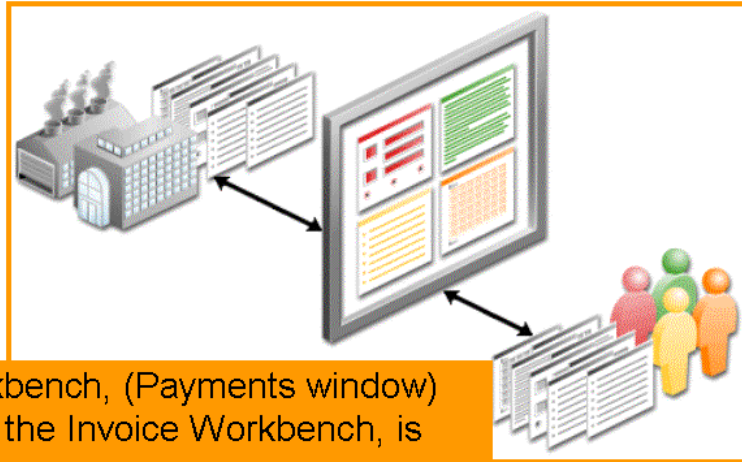 kbench, (Payments window)
the Invoice Workbench, is